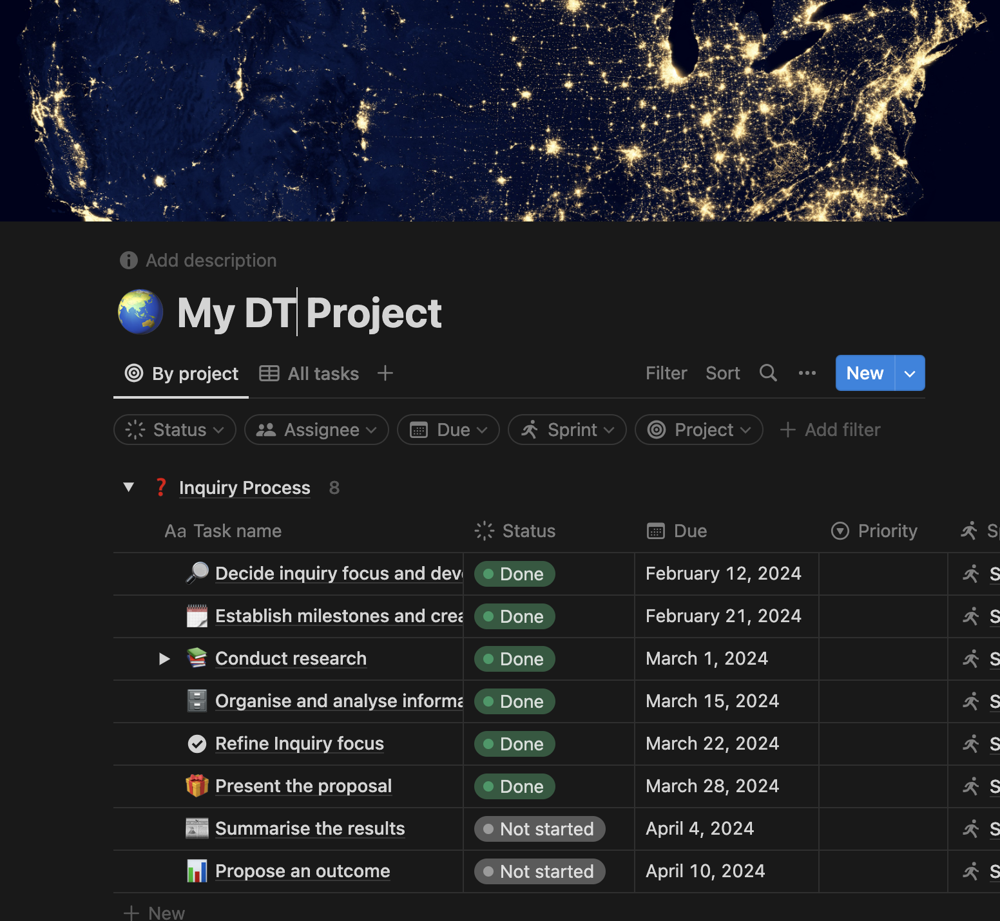 Add description
My DT Project
By project All tasks Filter Sort New
Status Assignee Due Sprint Project Add filter
Inquiry Process 8
Aa Task name Status Due Priority
Decide inquiry focus and Done February 12, 2024
Establish milestones and Done February 21, 2024
Conduct research Done March 1, 2024
Organise and analyse Done March 15, 2024
Refine Inquiry focus Done March 22, 2024
Present the proposal Done March 28, 2024
Summarise the results Not started April 4, 2024
Propose an outcome Not started April 10, 2024
New